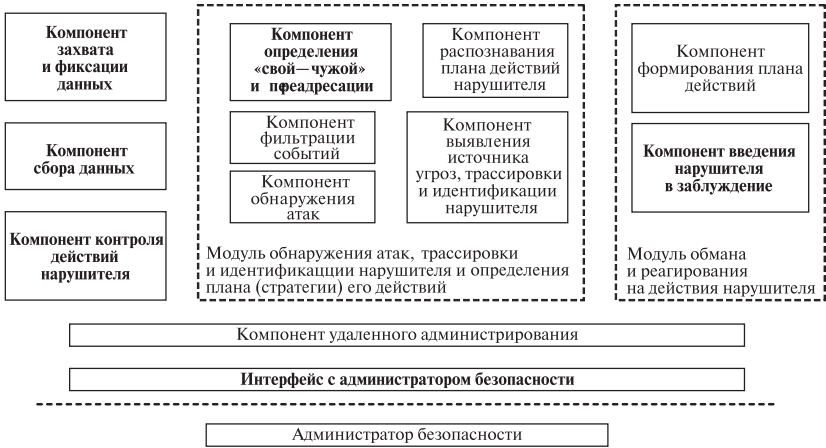 Компонент
захвата
и фиксации
данных
Компонент
сбора данных
Компонент контроля
действий
нарушителя
Компонент
определения
«свой—чужой»
и переадресации
Компонент
распознавания
плана действий
нарушителя
Компонент
фильтрации
событий
Компонент
обнаружения
атак
Компонент
выявления
источника
угроз, трассировки
и идентификации
нарушителя
Модуль обнаружения атак, трассировки
и идентификацции нарушителя и определения
плана (стратегии) его действий
Компонент
формирования плана
действий
Компонент введения
нарушителя
в заблуждение
Модуль обмана
и реагирования
на действия нарушителя
Компонент удаленного администрирования
Интерфейс с администратором безопасности
Администратор безопасности